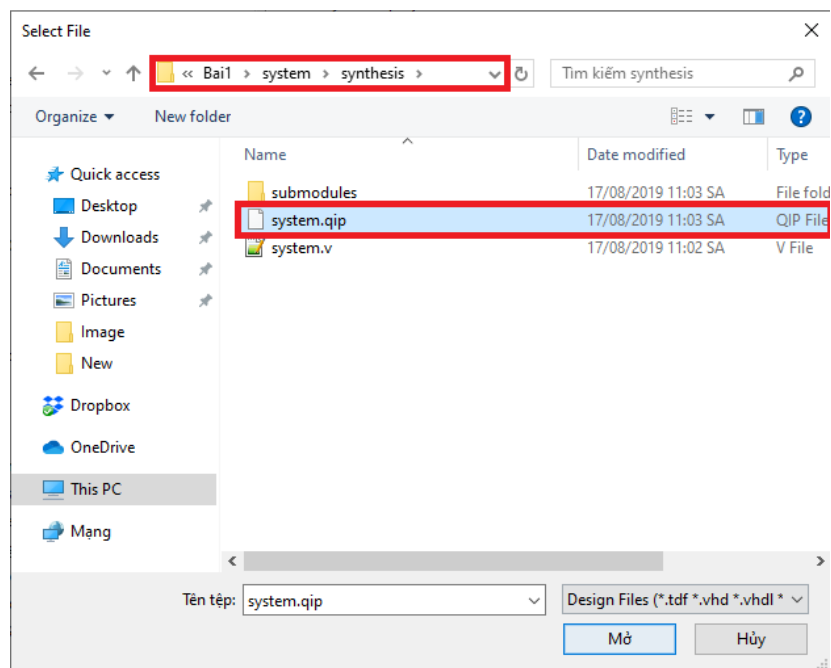 Select File
« Bai1 > system > synthesis >
Tìm kiếm synthesis
Organize
New folder
Name
Date modified
Type
Quick access
Desktop
Downloads
Documents
Pictures
Image
New
Dropbox
OneDrive
This PC
Mạng
submodules 17/08/2019 11:03 SA File fold
system.qip 17/08/2019 11:03 SA QIP File
system.v 17/08/2019 11:02 SA V File
Tên tệp: system.qip
Design Files (*.tdf *.vhd *.vhdl *
Mở
Hủy